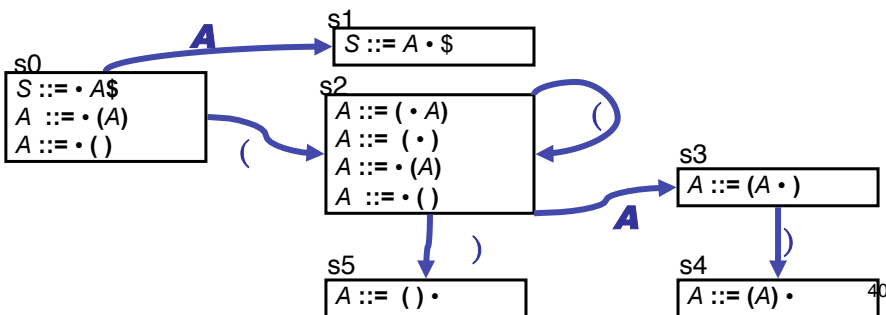 s1
A
S ::= A • $
s0
S ::= • A$
A ::= • (A)
A ::= • ( )
(
s2
A ::= ( • A)
A ::= ( • )
A ::= • (A)
A ::= • ( )
(
s3
A ::= (A • )
A
)
)
s5
A ::= ( ) •
s4
A ::= (A) •
40